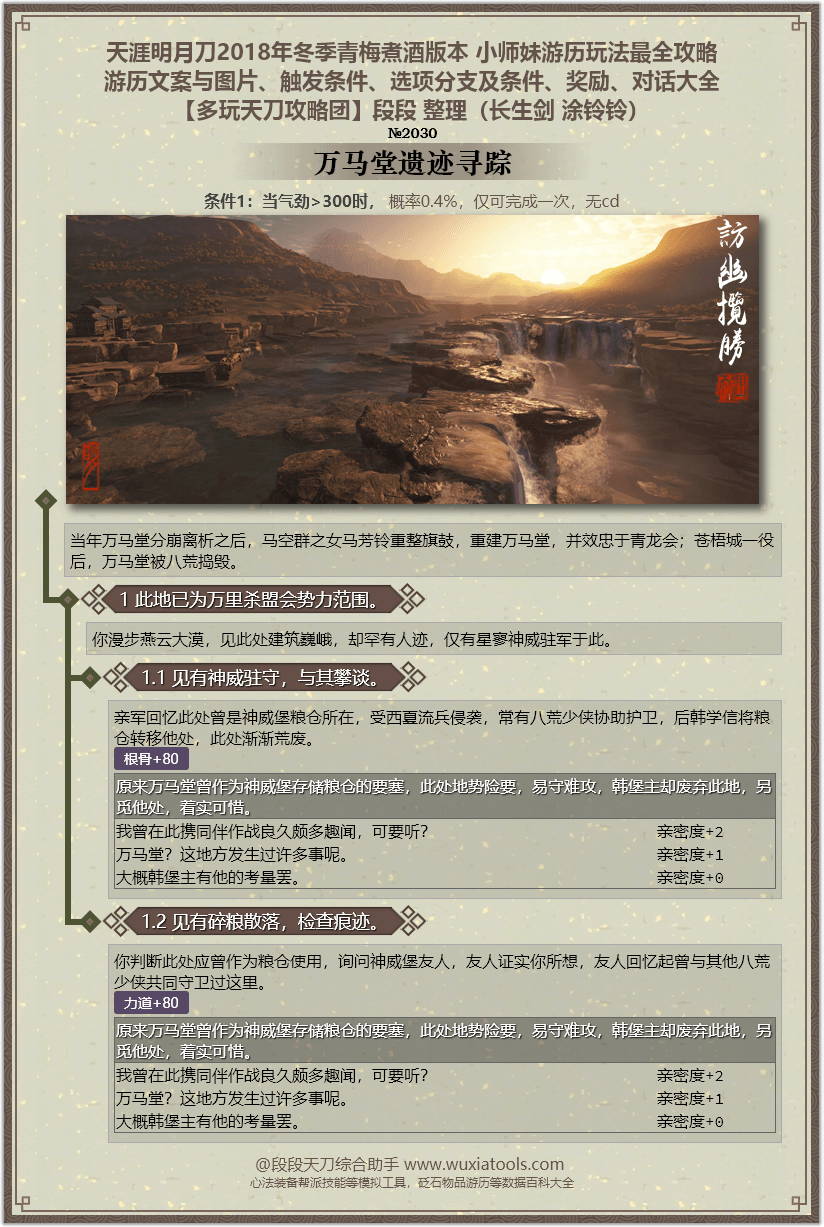 天涯明月刀2018年冬季青梅煮酒版本 小师妹游历玩法最全攻略
游历文案与图片、触发条件、选项分支及条件、奖励、对话大全
【多玩天刀攻略团】段段 整理（长生剑 涂铃铃）
№2030
万马堂遗迹寻踪
条件1：当气劲>300时， 概率0.4%，仅可完成一次，无cd
訪幽攬勝
当年万马堂分崩离析之后，马空群之女马芳铃重整旗鼓，重建万马堂，并效忠于青龙会；苍梧城一役
后，万马堂被八荒捣毁。
1 此地已为万里杀盟会势力范围。
你漫步燕云大漠，见此处建筑巍峨，却罕有人迹，仅有星寥神威驻军于此。
1.1 见有神威驻守，与其攀谈。
亲军回忆此处曾是神威堡粮仓所在，受西夏流兵侵袭，常有八荒少侠协助护卫，后韩学信将粮
仓转移他处，此处渐渐荒废。
根骨+80
原来万马堂曾作为神威堡存储粮仓的要塞，此处地势险要，易守难攻，韩堡主却废弃此地，另
觅他处，着实可惜。
我曾在此携同伴作战良久颇多趣闻，可要听？ 亲密度+2
万马堂？这地方发生过许多事呢。 亲密度+1
大概韩堡主有他的考量罢。 亲密度+0
1.2 见有碎粮散落，检查痕迹。
你判断此处应曾作为粮仓使用，询问神威堡友人，友人证实你所想，友人回忆起曾与其他八荒
少侠共同守卫过这里。
力道+80
原来万马堂曾作为神威堡存储粮仓的要塞，此处地势险要，易守难攻，韩堡主却废弃此地，另
觅他处，着实可惜。
我曾在此携同伴作战良久颇多趣闻，可要听？ 亲密度+2
万马堂？这地方发生过许多事呢。 亲密度+1
大概韩堡主有他的考量罢。 亲密度+0
@段段天刀综合助手 www.wuxiatools.com
心法装备帮派技能等模拟工具，砭石物品游历等数据百科大全